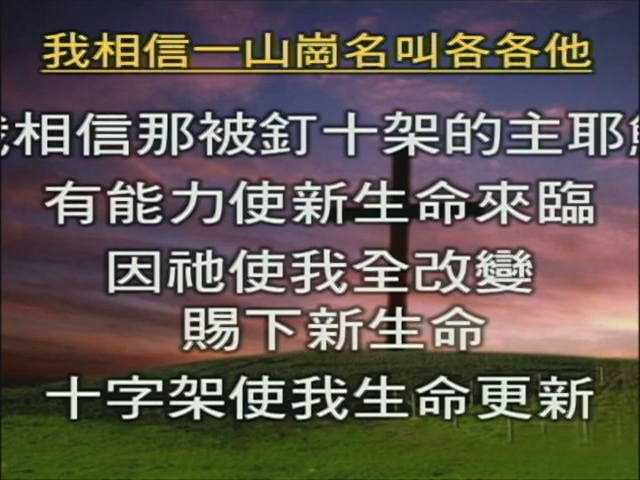 我相信一山崗名叫各各他
我相信那被釘十架的主耶穌
有能力使新生命來臨
因祂使我全改變
賜下新生命
十字架使我生命更新